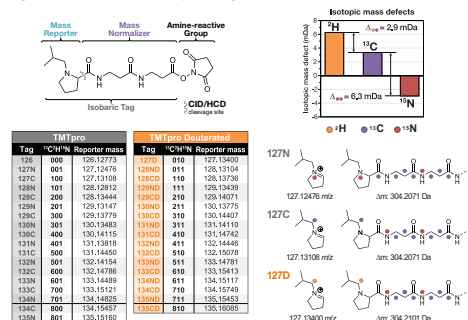 Mass Reporter
Mass Normalizer
Amine-reactive Group
Isobaric Tag
CID/HCD
cleavage site
Isotopic mass defects
Isotopic mass defect (mDa)
8
6
4
2
0
-2
-4
²H
¹³C
¹⁵N
Δ = 2,9 mDa
Δ = 6,3 mDa
²H ¹³C ¹⁵N
TMTpro
Tag ¹³C²H¹⁵N Reporter mass
126 000 126.12773
127N 001 127.12476
127C 100 127.13108
128N 101 128.12812
128C 200 128.13444
129N 201 129.13147
129C 300 129.13779
130N 301 130.13483
130C 400 130.14115
131N 401 131.13818
131C 501 131.14450
132N 501 132.14154
132C 600 132.14786
133N 601 133.14489
133C 700 133.15121
134N 701 134.14825
134C 800 134.15457
135N 801 135.15160
TMTpro Deuterated
Tag ¹³C²H¹⁵N Reporter mass
127D 010 127.13400
128ND 011 128.13104
128CD 110 128.13736
129ND 111 129.13439
129CD 210 129.14071
130ND 211 130.13775
130CD 310 130.14407
131ND 311 131.14110
131CD 410 131.14742
132ND 411 132.14446
132CD 510 132.15078
133ND 511 133.14781
133CD 610 133.15413
134ND 611 134.15117
134CD 710 134.15749
135ND 711 135.15453
135CD 810 135.16085
127N
127.12476 m/z
Δm: 304.2071 Da
127C
127.13108 m/z
Δm: 304.2071 Da
127D
127.13400 m/z
Δm: 304.2101 Da